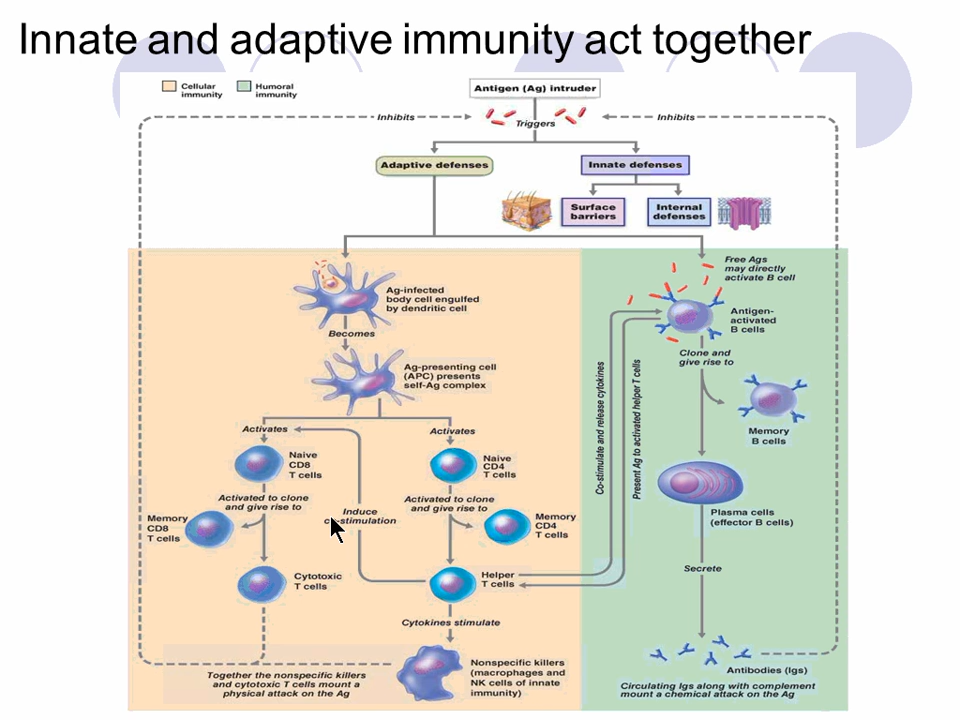 Innate and adaptive immunity act together
Cellular
immunity
Humoral
immunity
Antigen (Ag) intruder
Inhibits
Triggers
Inhibits
Adaptive defenses
Innate defenses
Surface
barriers
Internal
defenses
Free Ags
may directly
activate B cell
Ag-infected
body cell engulfed
by dendritic cell
Antigen-
activated
B cells
Becomes
Clone and
give rise to
Ag-presenting cell
(APC) presents
self-Ag complex
Co-stimulate and release cytokines
Present Ag to activated helper T cells
Memory
B cells
Activates
Activates
Naive
CD8
T cells
Naive
CD4
T cells
Activated to clone
and give rise to
Activated to clone
and give rise to
Memory
CD8
T cells
Induce
co-stimulation
Memory
CD4
T cells
Plasma cells
(effector B cells)
Cytotoxic
T cells
Helper
T cells
Secrete
Cytokines stimulate
Nonspecific killers
(macrophages and
NK cells of innate
immunity)
Antibodies (Igs)
Together the nonspecific killers
and cytotoxic T cells mount a
physical attack on the Ag
Circulating Igs along with complement
mount a chemical attack on the Ag